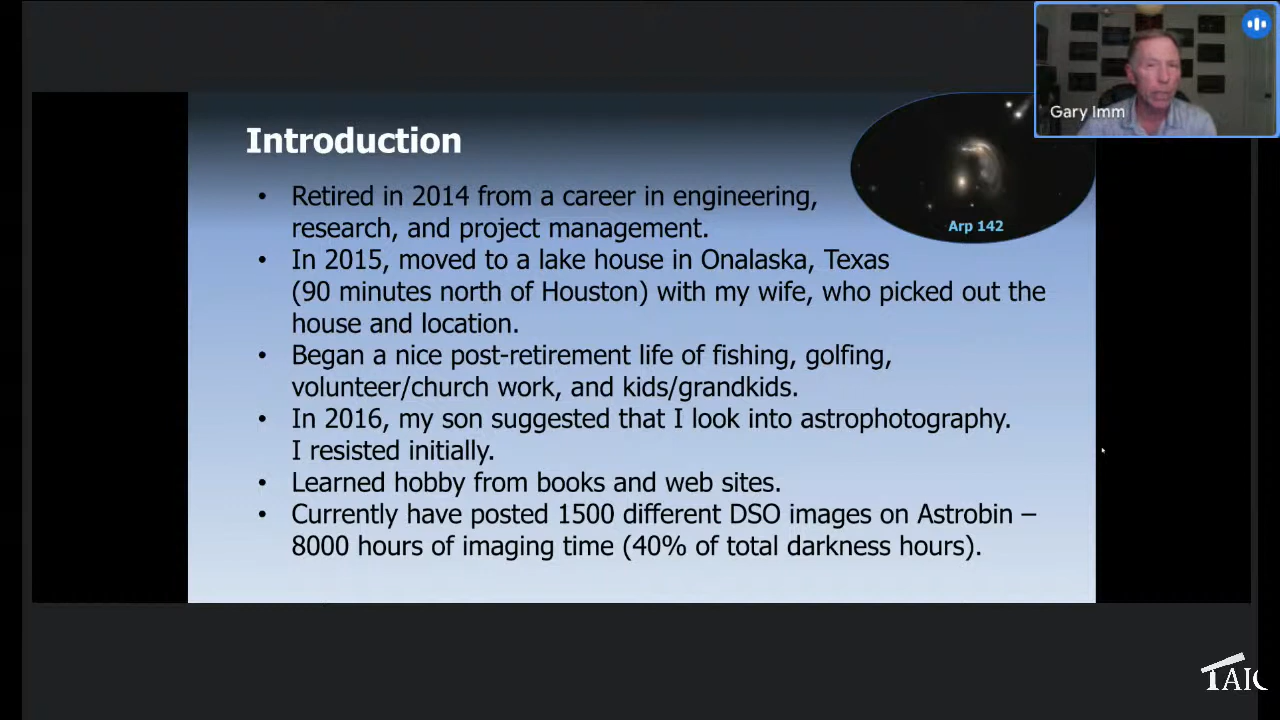 Gary Imm
Introduction
Arp 142
• Retired in 2014 from a career in engineering,
research, and project management.
• In 2015, moved to a lake house in Onalaska, Texas
(90 minutes north of Houston) with my wife, who picked out the
house and location.
• Began a nice post-retirement life of fishing, golfing,
volunteer/church work, and kids/grandkids.
• In 2016, my son suggested that I look into astrophotography.
I resisted initially.
• Learned hobby from books and web sites.
• Currently have posted 1500 different DSO images on Astrobin –
8000 hours of imaging time (40% of total darkness hours).
TAIC